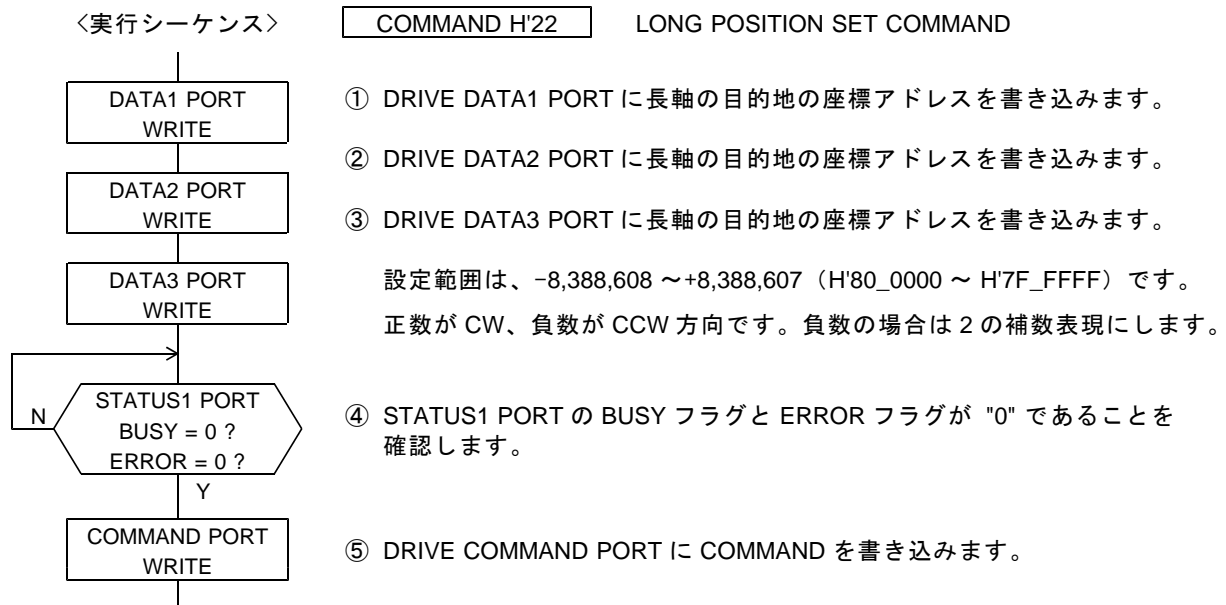 〈実行シーケンス〉 COMMAND H'22 LONG POSITION SET COMMAND
DATA1 PORT
WRITE
① DRIVE DATA1 PORT に長軸の目的地の座標アドレスを書き込みます。
② DRIVE DATA2 PORT に長軸の目的地の座標アドレスを書き込みます。
DATA2 PORT
WRITE
③ DRIVE DATA3 PORT に長軸の目的地の座標アドレスを書き込みます。
DATA3 PORT
WRITE
設定範囲は、−8,388,608 ～+8,388,607（H'80_0000 ～ H'7F_FFFF）です。
正数が CW、負数が CCW 方向です。負数の場合は 2 の補数表現にします。
N
STATUS1 PORT
BUSY = 0 ?
ERROR = 0 ?
④ STATUS1 PORT の BUSY フラグと ERROR フラグが "0" であることを
確認します。
Y
COMMAND PORT
WRITE
⑤ DRIVE COMMAND PORT に COMMAND を書き込みます。